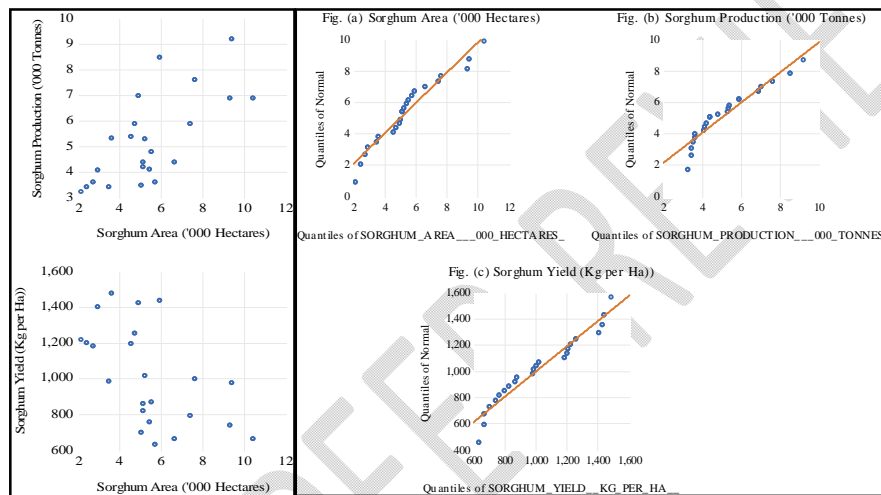 Sorghum Production ('000 Tonnes)
10
9
8
7
6
5
4
3
2 4 6 8 10 12
Sorghum Area ('000 Hectares)
Sorghum Yield (Kg per Ha))
1,600
1,400
1,200
1,000
800
600
2 4 6 8 10 12
Sorghum Area ('000 Hectares)
Fig. (a) Sorghum Area ('000 Hectares)
Quantiles of Normal
10
8
6
4
2
0
2 4 6 8 10 12
Quantiles of SORGHUM_AREA___000_HECTARES_
Fig. (b) Sorghum Production ('000 Tonnes)
Quantiles of Normal
10
8
6
4
2
0
2 4 6 8 10
Quantiles of SORGHUM_PRODUCTION___000_TONNES
Fig. (c) Sorghum Yield (Kg per Ha))
Quantiles of Normal
1,600
1,400
1,200
1,000
800
600
400
600 800 1,000 1,200 1,400 1,600
Quantiles of SORGHUM_YIELD__KG_PER_HA__